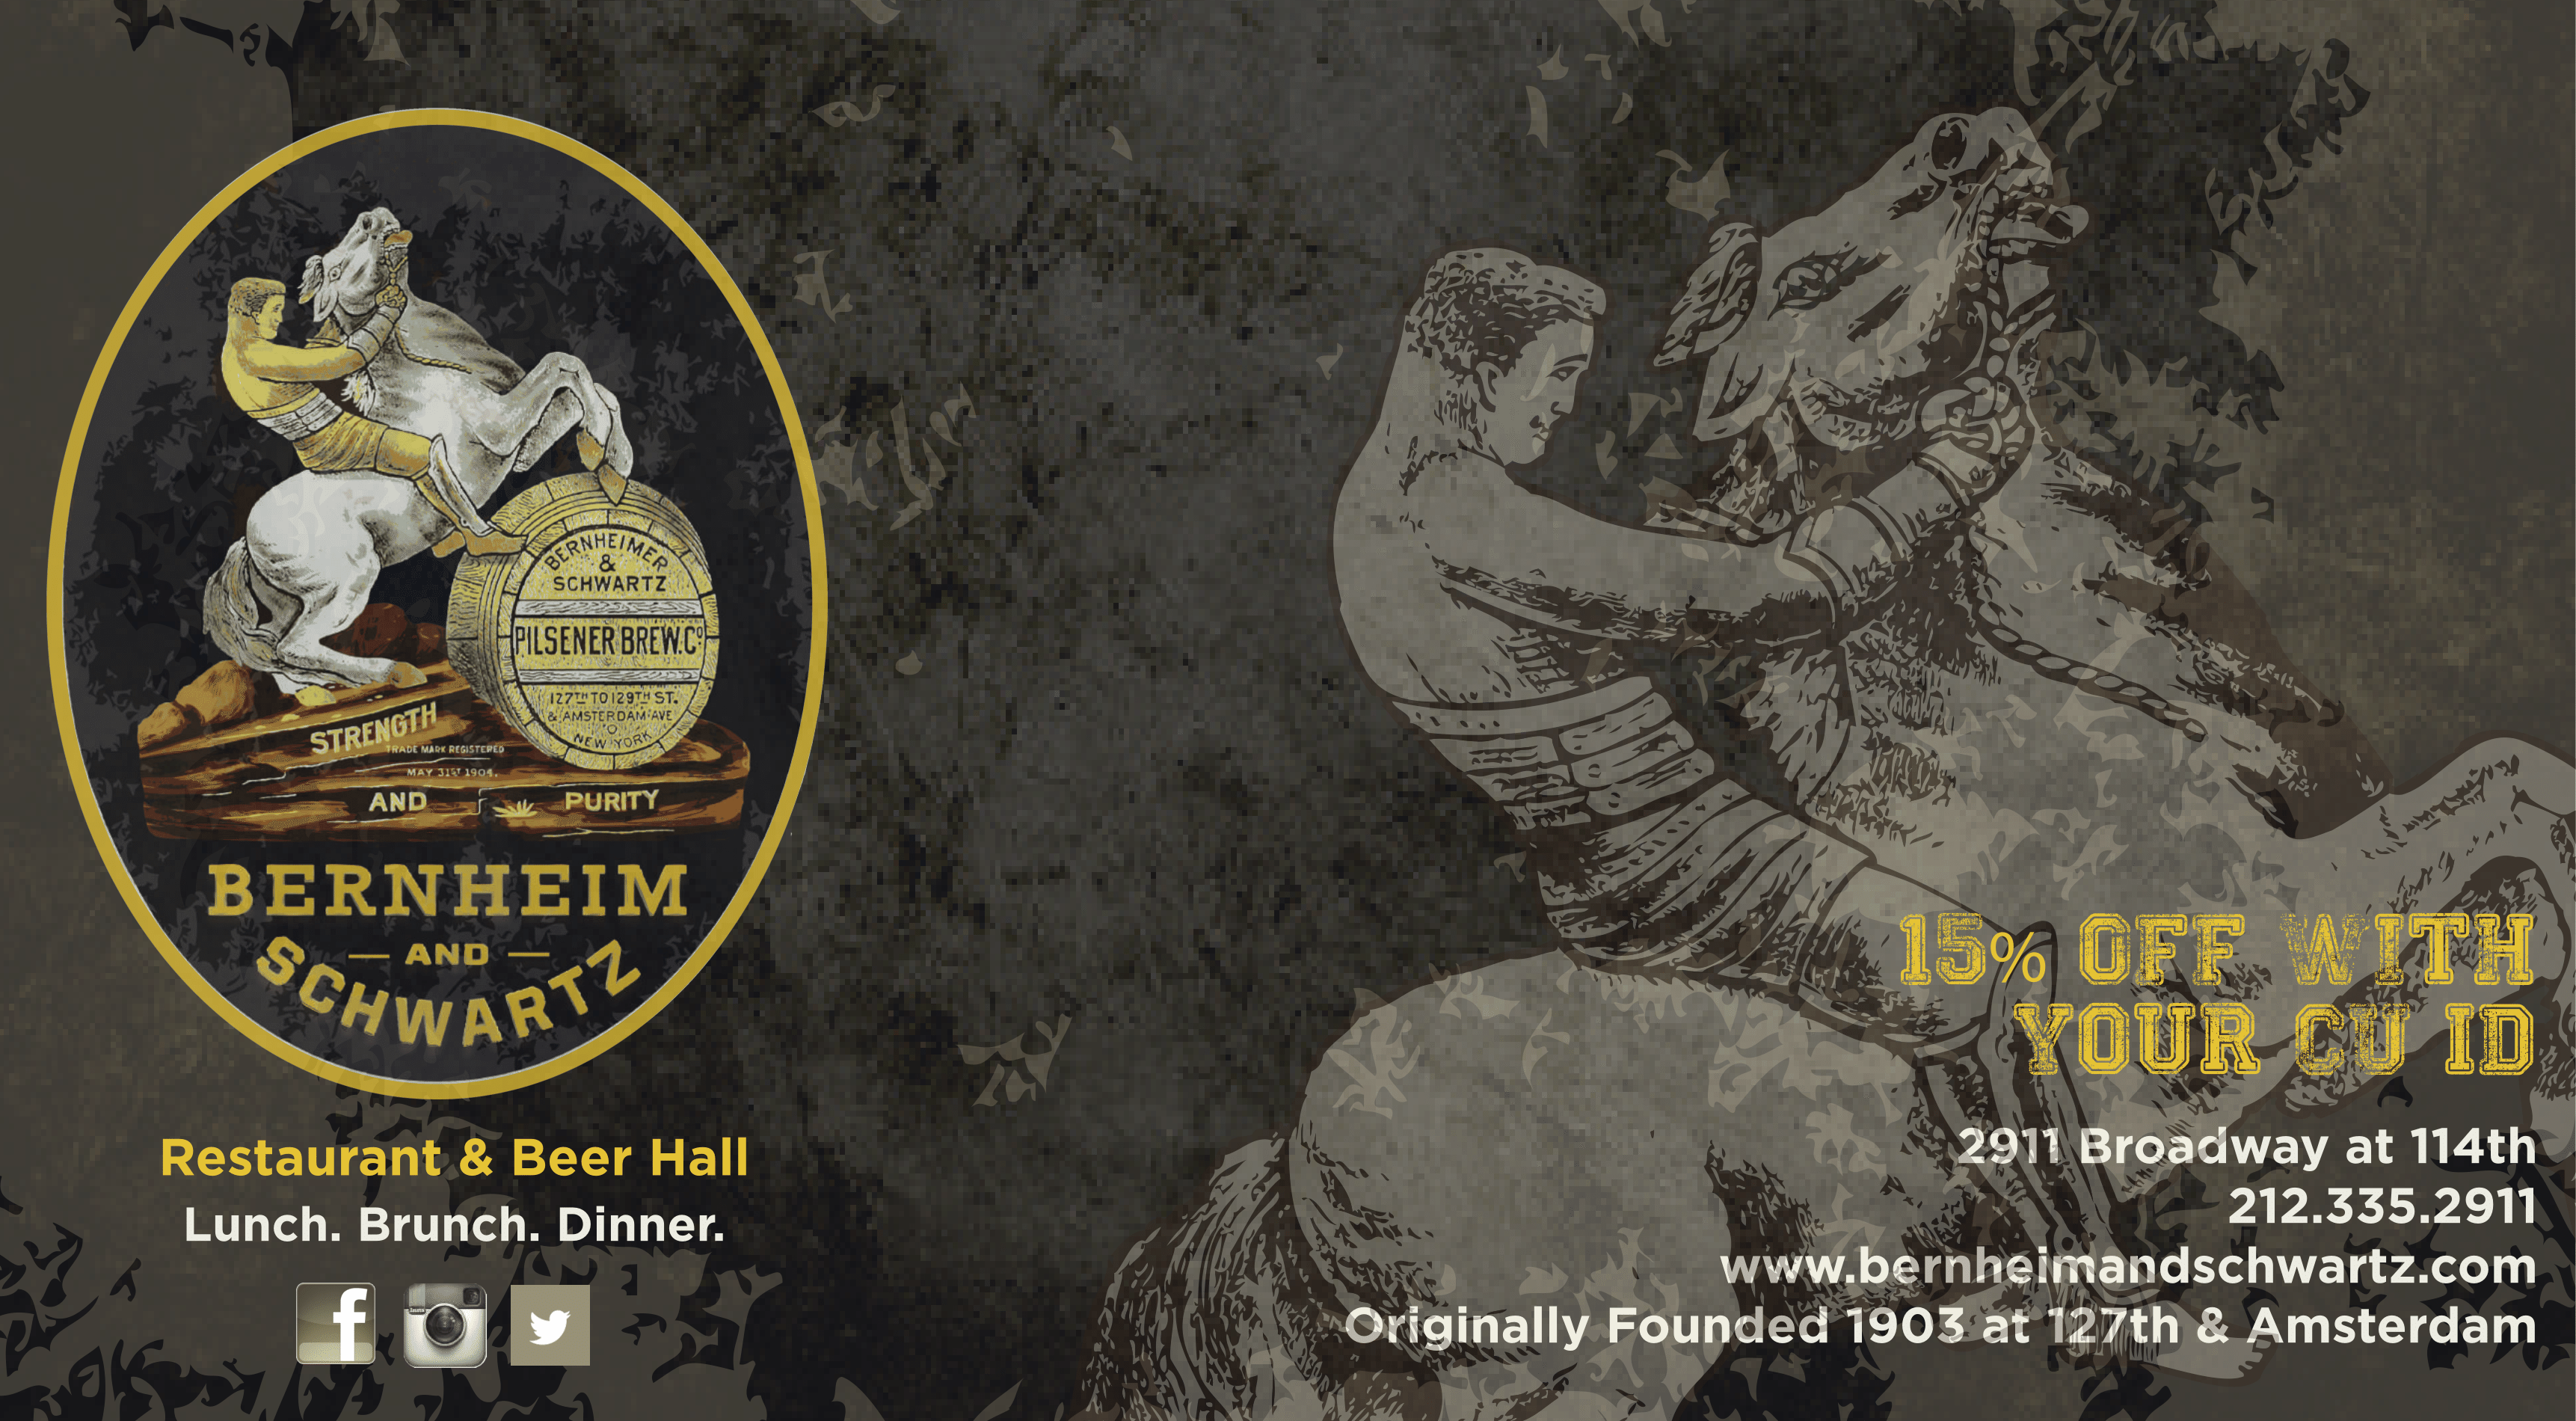 BERNHEIMER
&
SCHWARTZ
PILSENER BREW. Cº
127TH TO 129TH ST.
& AMSTERDAM AVE
NEW YORK
STRENGTH
TRADE MARK REGISTERED
MAY 31ST 1904.
AND PURITY
BERNHEIM
— AND —
SCHWARTZ
Restaurant & Beer Hall
Lunch. Brunch. Dinner.
15% OFF WITH
YOUR CU ID
2911 Broadway at 114th
212.335.2911
www.bernheimandschwartz.com
Originally Founded 1903 at 127th & Amsterdam